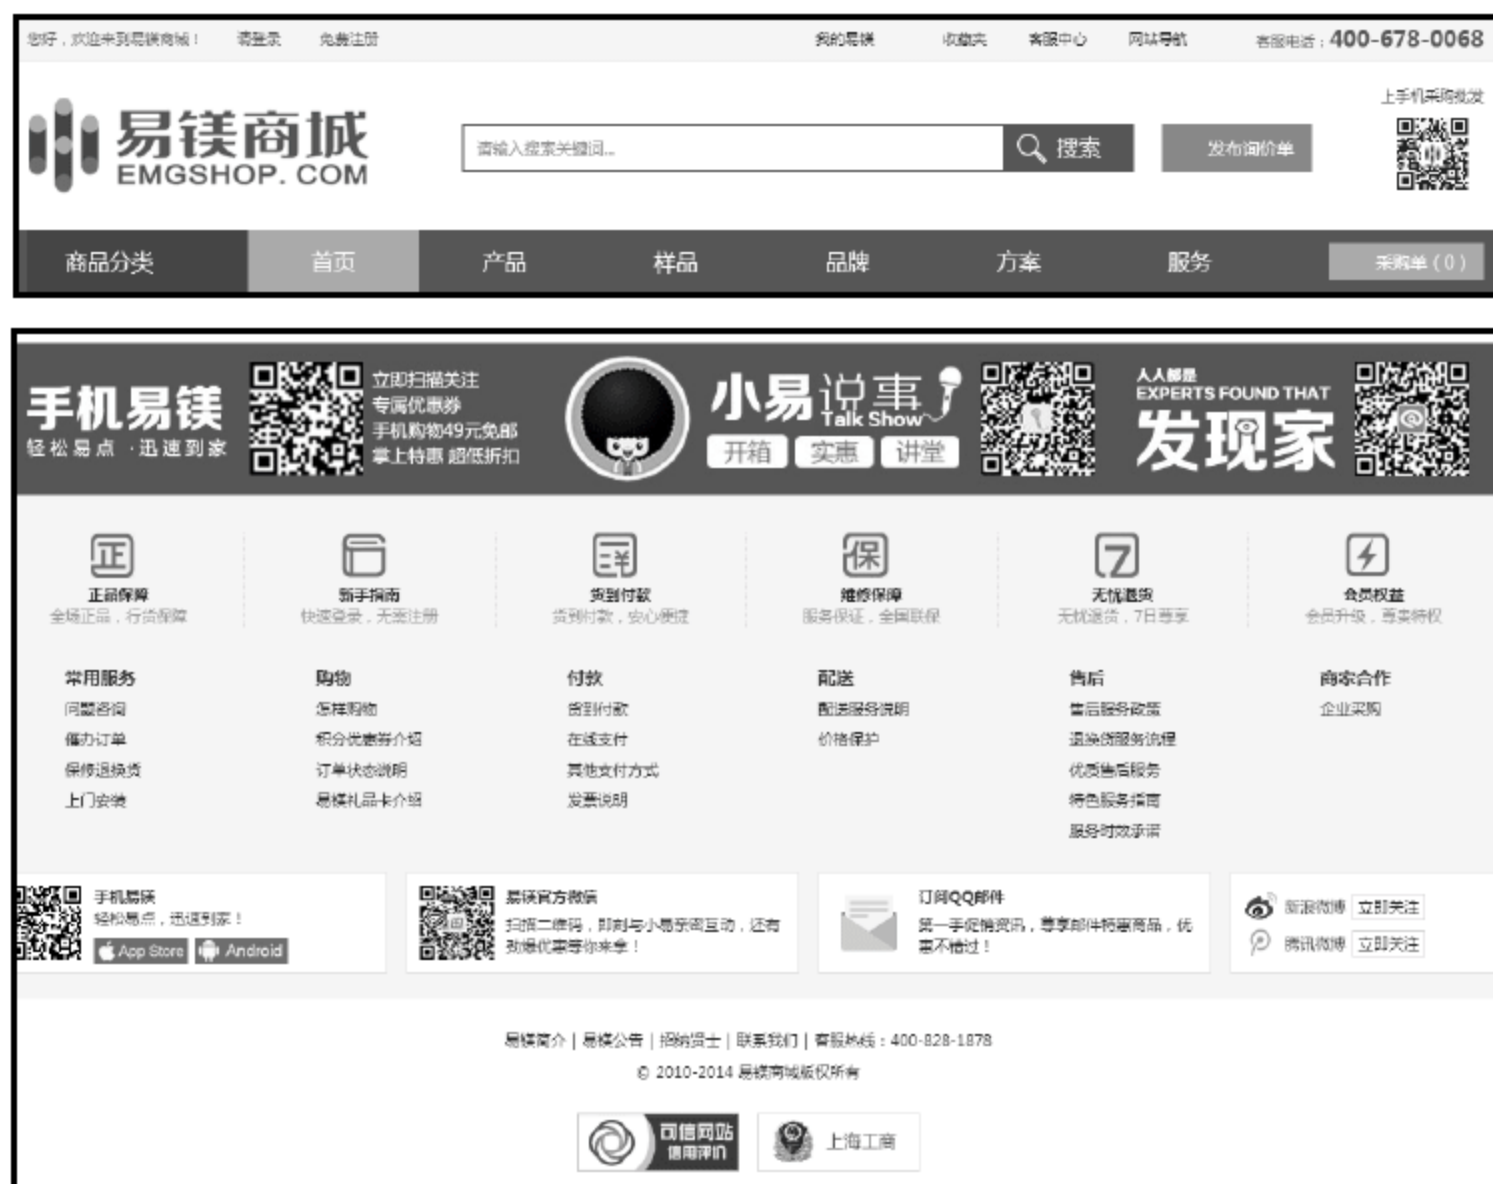 您好，欢迎来到易镁商城！ 请登录 免费注册 我的易镁 收藏夹 客服中心 网站导航 客服电话：400-678-0068
上手机采购批发
易镁商城
EMGSHOP.COM
请输入搜索关键词... 搜索 发布询价单
商品分类 首页 产品 样品 品牌 方案 服务 采购单(0)
手机易镁
轻松易点·迅速到家
立即扫描关注
专属优惠券
手机购物49元免邮
掌上特惠 超低折扣
小易说事
Talk Show
开箱 实惠 讲堂
人人都是
EXPERTS FOUND THAT
发现家
正 保 7
正品保障 新手指南 货到付款 维修保障 无忧退货 会员权益
全场正品，行货保障 快速登录，无需注册 货到付款，安心便捷 服务保证，全国联保 无忧退货，7日尊享 会员升级，尊贵特权
常用服务 购物 付款 配送 售后 商家合作
问题咨询 怎样购物 货到付款 配送服务说明 售后服务政策 企业采购
催办订单 积分优惠券介绍 在线支付 价格保护 退换货服务流程
保修退换货 订单状态说明 其他支付方式 优质售后服务
上门安装 易镁礼品卡介绍 发票说明 特色服务指南
服务时效承诺
手机易镁
轻松易点，迅速到家！
App Store Android
易镁官方微信
扫描二维码，即刻与小易亲密互动，还有
劲爆优惠等你来拿！
订阅QQ邮件
第一手促销资讯，尊享邮件特惠商品，优
惠不错过！
新浪微博 立即关注
腾讯微博 立即关注
易镁简介 | 易镁公告 | 招纳贤士 | 联系我们 | 客服热线：400-828-1878
© 2010-2014 易镁商城版权所有
可信网站
信用评价
上海工商